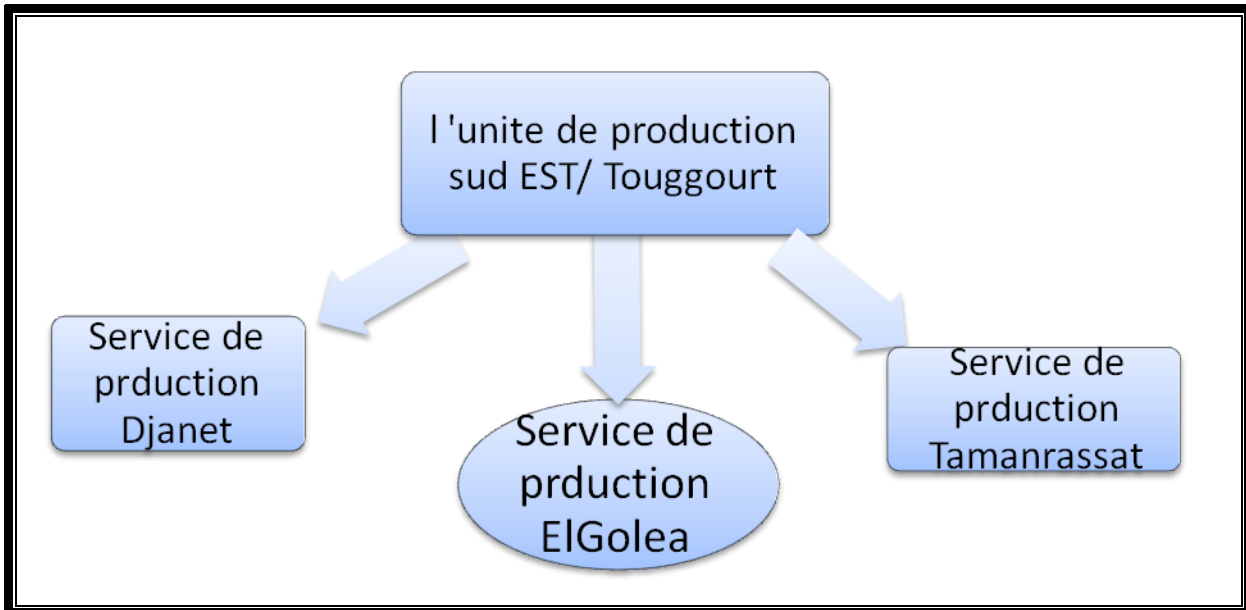 l 'unite de production
sud EST/ Touggourt
Service de
prduction
Djanet
Service de
prduction
ElGolea
Service de
prduction
Tamanrassat